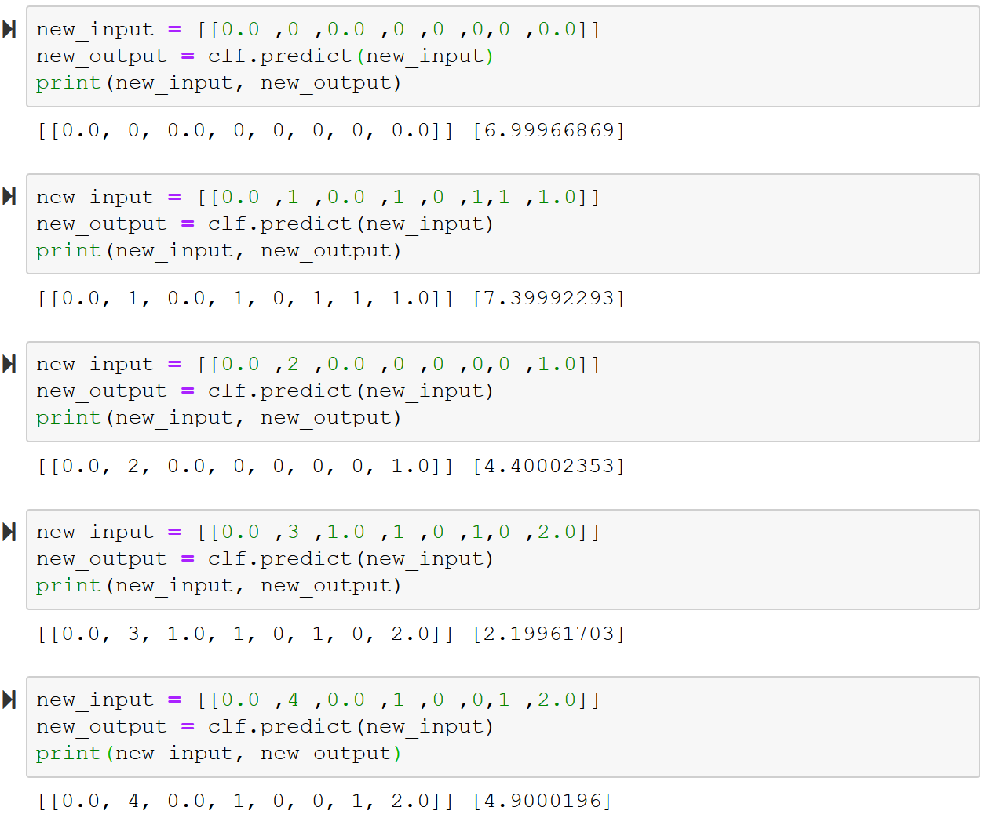 new_input = [[0.0 ,0 ,0.0 ,0 ,0 ,0,0 ,0.0]]
new_output = clf.predict(new_input)
print(new_input, new_output)
[[0.0, 0, 0.0, 0, 0, 0, 0, 0.0]] [6.99966869]
new_input = [[0.0 ,1 ,0.0 ,1 ,0 ,1,1 ,1.0]]
new_output = clf.predict(new_input)
print(new_input, new_output)
[[0.0, 1, 0.0, 1, 0, 1, 1, 1.0]] [7.39992293]
new_input = [[0.0 ,2 ,0.0 ,0 ,0 ,0,0 ,1.0]]
new_output = clf.predict(new_input)
print(new_input, new_output)
[[0.0, 2, 0.0, 0, 0, 0, 0, 1.0]] [4.40002353]
new_input = [[0.0 ,3 ,1.0 ,1 ,0 ,1,0 ,2.0]]
new_output = clf.predict(new_input)
print(new_input, new_output)
[[0.0, 3, 1.0, 1, 0, 1, 0, 2.0]] [2.19961703]
new_input = [[0.0 ,4 ,0.0 ,1 ,0 ,0,1 ,2.0]]
new_output = clf.predict(new_input)
print(new_input, new_output)
[[0.0, 4, 0.0, 1, 0, 0, 1, 2.0]] [4.9000196]